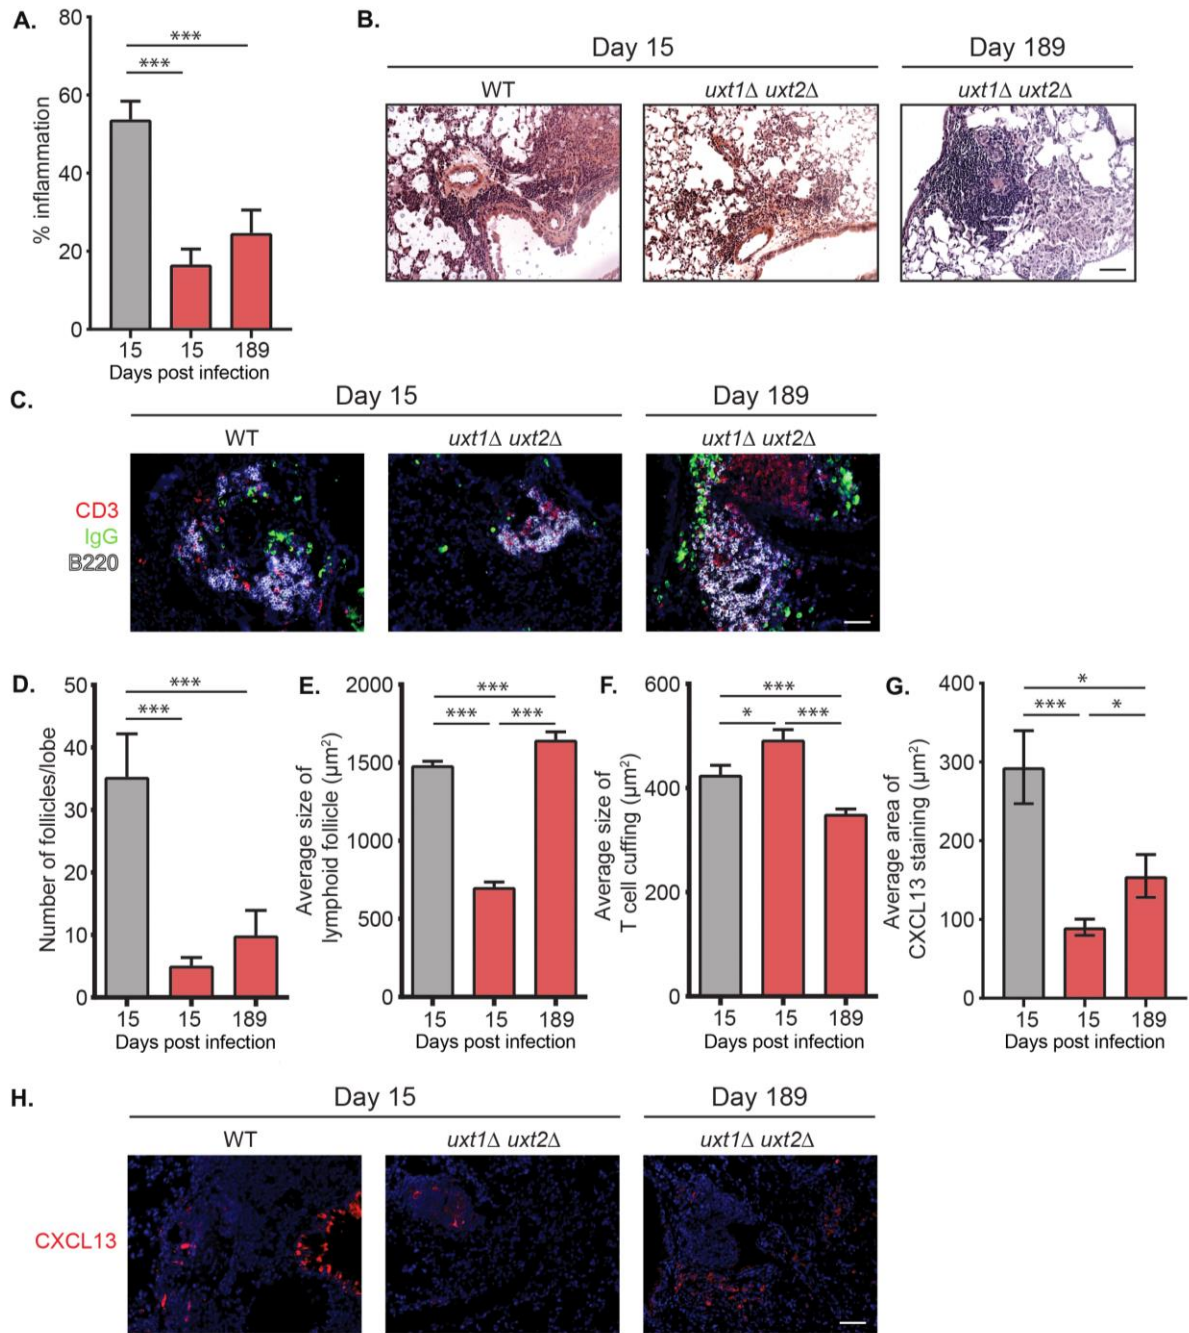 A.
80
60
40
20
0
% inflammation
***
***
15 15 189
Days post infection
B.
Day 15 Day 189
WT uxt1Δ uxt2Δ uxt1Δ uxt2Δ
C.
Day 15 Day 189
WT uxt1Δ uxt2Δ uxt1Δ uxt2Δ
CD3
IgG
B220
D.
50
40
30
20
10
0
Number of follicles/lobe
***
***
15 15 189
Days post infection
E.
2000
1500
1000
500
0
Average size of
lymphoid follicle (µm²)
***
*** ***
15 15 189
Days post infection
F.
600
400
200
0
Average size of
T cell cuffing (µm²)
***
* ***
15 15 189
Days post infection
G.
400
300
200
100
0
Average area of
CXCL13 staining (µm²)
*
*** *
15 15 189
Days post infection
H.
Day 15 Day 189
WT uxt1Δ uxt2Δ uxt1Δ uxt2Δ
CXCL13